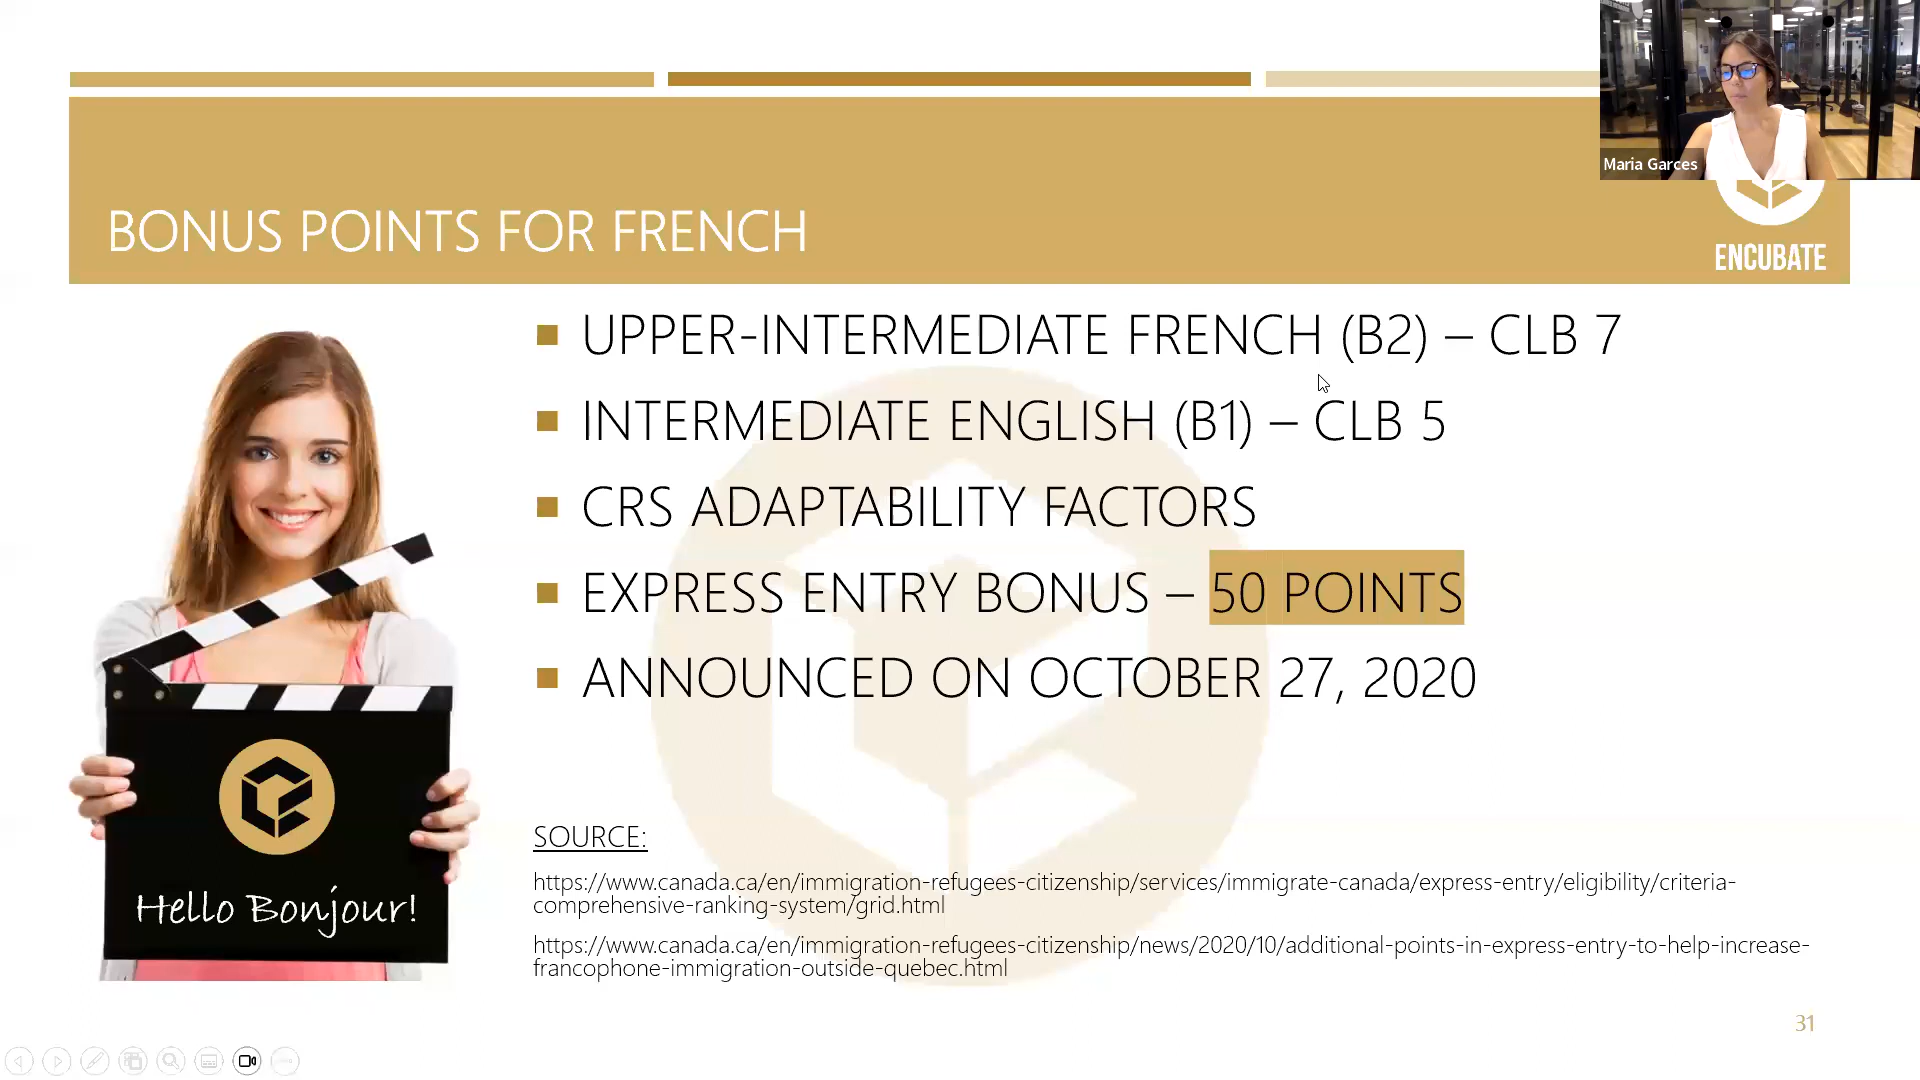 Maria Garces
BONUS POINTS FOR FRENCH
ENCUBATE
UPPER-INTERMEDIATE FRENCH (B2) – CLB 7
INTERMEDIATE ENGLISH (B1) – CLB 5
CRS ADAPTABILITY FACTORS
EXPRESS ENTRY BONUS – 50 POINTS
ANNOUNCED ON OCTOBER 27, 2020
Hello Bonjour!
SOURCE:
https://www.canada.ca/en/immigration-refugees-citizenship/services/immigrate-canada/express-entry/eligibility/criteria-
comprehensive-ranking-system/grid.html
https://www.canada.ca/en/immigration-refugees-citizenship/news/2020/10/additional-points-in-express-entry-to-help-increase-
francophone-immigration-outside-quebec.html
31